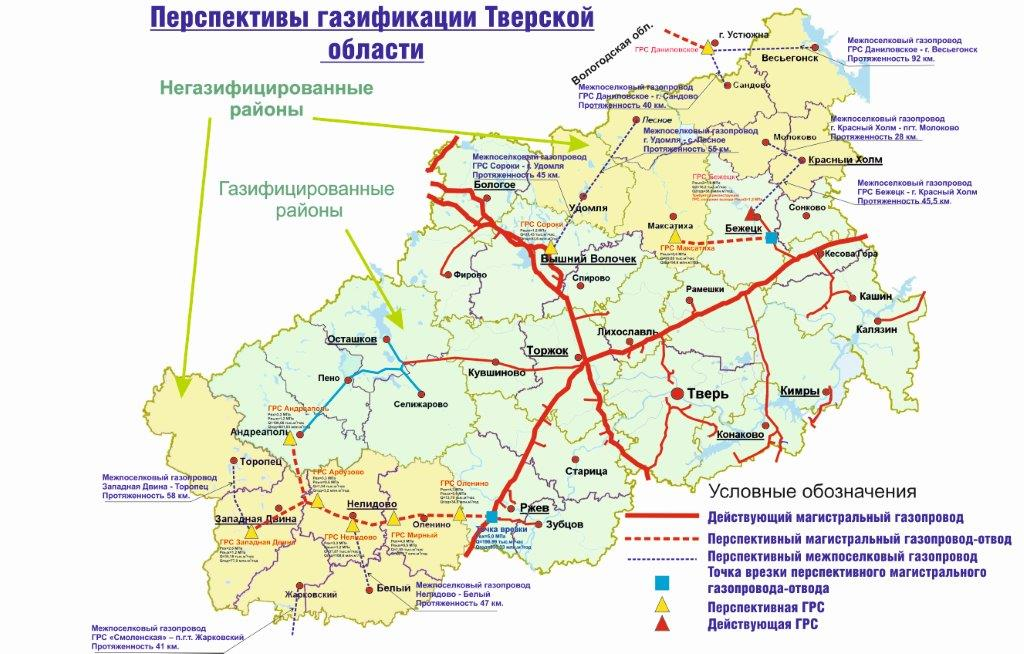 Перспективы газификации Тверской
области
Негазифицированные
районы
Газифицированные
районы
Вологодская обл.
г. Устюжна
ГРС Даниловское
Весьегонск
Межпоселковый газопровод
ГРС Даниловское - г. Весьегонск
Протяженность 92 км.
Межпоселковый газопровод
ГРС Даниловское - г. Сандово
Протяженность 40 км.
Сандово
Лесное
Межпоселковый газопровод
г. Удомля - с. Лесное
Протяженность 55 км.
Молоково
Межпоселковый газопровод
г. Красный Холм - пгт. Молоково
Протяженность 28 км.
Красный Холм
Межпоселковый газопровод
ГРС Сороки - г. Удомля
Протяженность 45 км.
Бологое
Удомля
ГРС Бежецк
Межпоселковый газопровод
ГРС Бежецк - г. Красный Холм
Протяженность 45,5 км.
Сонково
Максатиха
Бежецк
ГРС Сороки
ГРС Максатиха
Вышний Волочек
Кесова Гора
Фирово
Спирово
Рамешки
Кашин
Калязин
Осташков
Лихославль
Торжок
Пено
Кувшиново
Селижарово
Тверь
Кимры
ГРС Андреаполь
Андреаполь
Конаково
Торопец
ГРС Арбузово
Старица
Межпоселковый газопровод
Западная Двина - Торопец
Протяженность 58 км.
Нелидово
ГРС Оленино
Западная Двина
Оленино
Ржев
Зубцов
Точка врезки
ГРС Западная Двина
ГРС Нелидово
ГРС Мирный
Жарковский
Белый
Межпоселковый газопровод
Нелидово - Белый
Протяженность 47 км.
Межпоселковый газопровод
ГРС «Смоленская» – п.г.т. Жарковский
Протяженность 41 км.
Условные обозначения
Действующий магистральный газопровод
Перспективный магистральный газопровод-отвод
Перспективный межпоселковый газопровод
Точка врезки перспективного магистрального
газопровода-отвода
Перспективная ГРС
Действующая ГРС